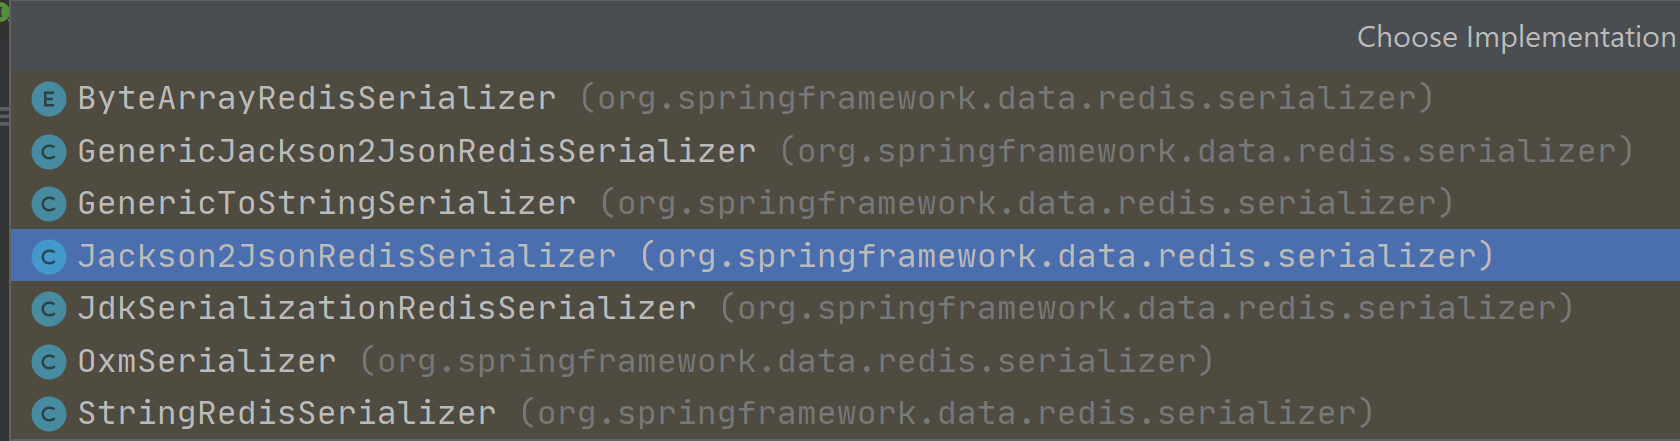 Choose Implementation
E ByteArrayRedisSerializer (org.springframework.data.redis.serializer)
C GenericJackson2JsonRedisSerializer (org.springframework.data.redis.serializer)
C GenericToStringSerializer (org.springframework.data.redis.serializer)
C Jackson2JsonRedisSerializer (org.springframework.data.redis.serializer)
C JdkSerializationRedisSerializer (org.springframework.data.redis.serializer)
C OxmSerializer (org.springframework.data.redis.serializer)
C StringRedisSerializer (org.springframework.data.redis.serializer)